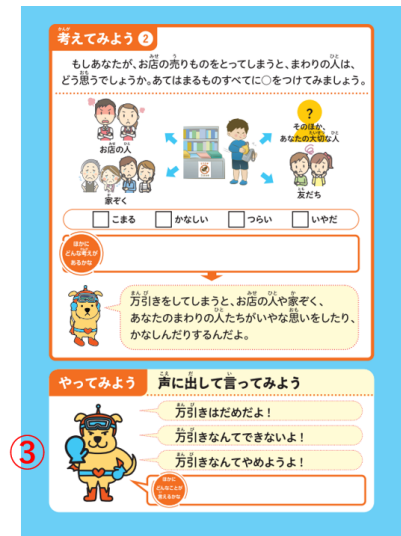 考えてみよう②
もしあなたが、お店の売りものをとってしまうと、まわりの人は、
どう思うでしょうか。あてはまるものすべてに○をつけてみましょう。
お店の人
?
そのほか、
あなたの大切な人
家ぞく
友だち
こまる かなしい つらい いやだ
ほかに
どんな考えが
あるかな
万引きをしてしまうと、お店の人や家ぞく、
あなたのまわりの人たちがいやな思いをしたり、
かなしんだりするんだよ。
やってみよう 声に出して言ってみよう
万引きはだめだよ!
万引きなんてできないよ!
③
万引きなんてやめようよ!
ほかに
どんなことが
言えるかな